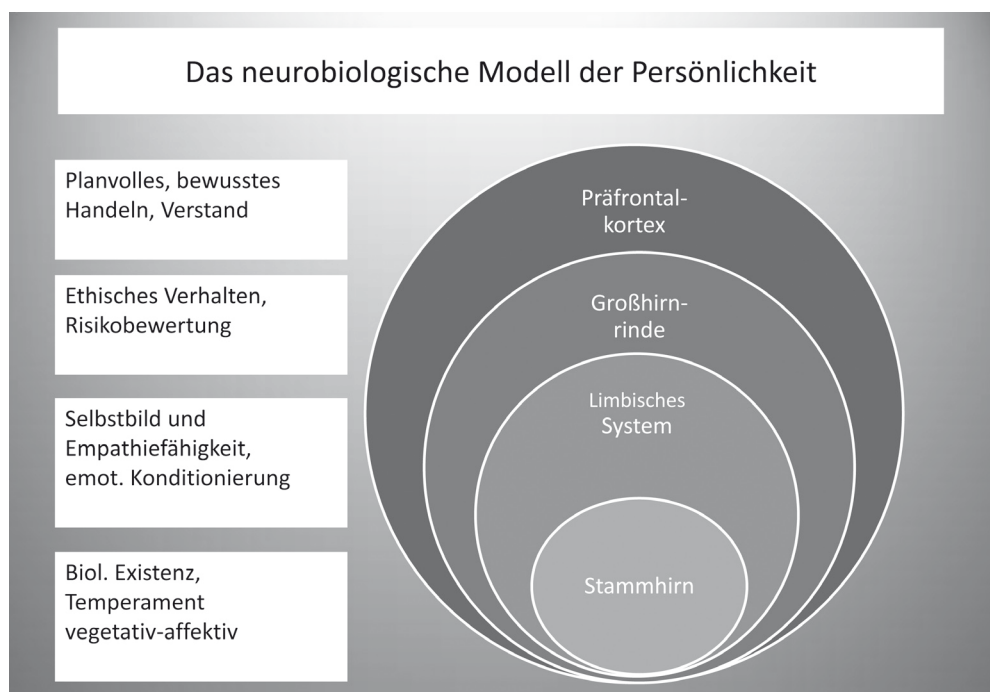 Das neurobiologische Modell der Persönlichkeit
Planvolles, bewusstes
Handeln, Verstand
Ethisches Verhalten,
Risikobewertung
Selbstbild und
Empathiefähigkeit,
emot. Konditionierung
Biol. Existenz,
Temperament
vegetativ-affektiv
Präfrontal-
kortex
Großhirn-
rinde
Limbisches
System
Stammhirn